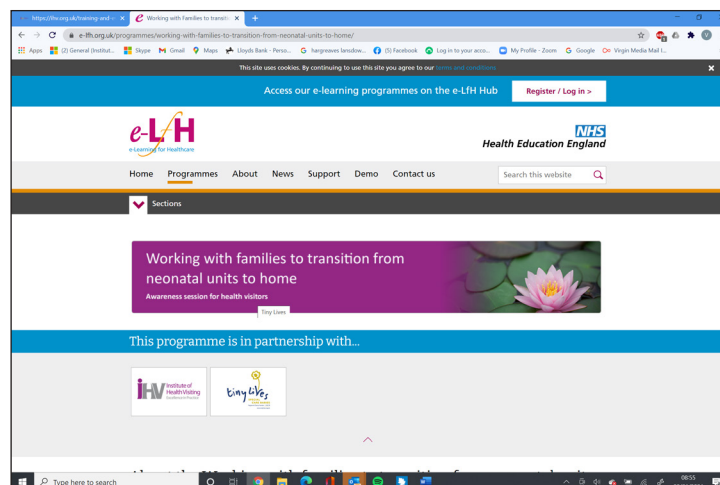 https://ihv.org.uk/training-and-
Working with Families to transiti
e-lfh.org.uk/programmes/working-with-families-to-transition-from-neonatal-units-to-home/
Apps (2) General (Institut... Skype Gmail Maps Lloyds Bank - Perso... hargreaves lansdow... (5) Facebook Log in to your acco... My Profile - Zoom Google Virgin Media Mail l...
This site uses cookies. By continuing to use this site you agree to our terms and conditions
Access our e-learning programmes on the e-LfH Hub Register / Log in >
e-LfH
e-Learning for Healthcare
NHS
Health Education England
Home Programmes About News Support Demo Contact us Search this website
Sections
Working with families to transition from
neonatal units to home
Awareness session for health visitors
Tiny Lives
This programme is in partnership with...
iHV Institute of
Health Visiting
tiny lives
Type here to search
08:55